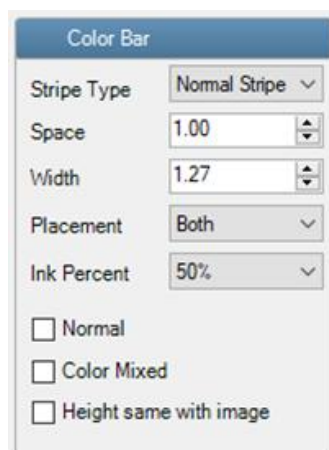 Color Bar
Stripe Type Normal Stripe
Space 1.00
Width 1.27
Placement Both
Ink Percent 50%
Normal
Color Mixed
Height same with image